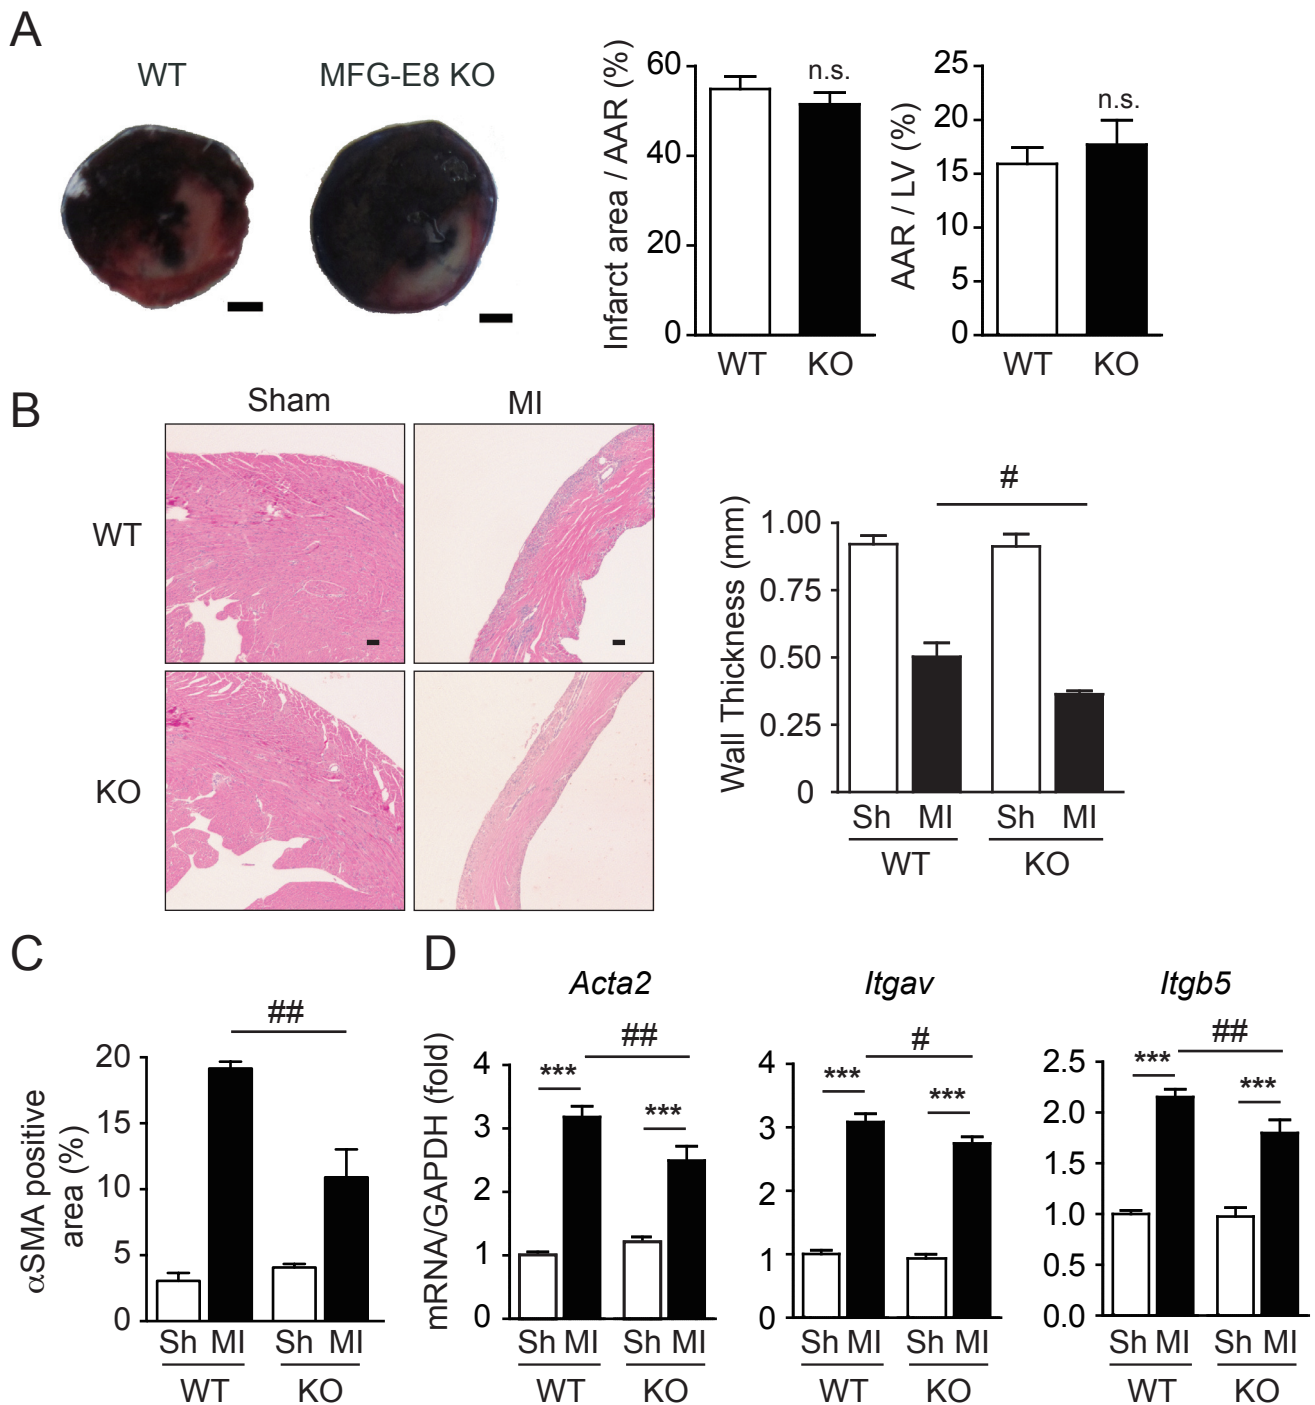 A
WT
MFG-E8 KO
Infarct area / AAR (%)
60
40
20
0
n.s.
WT
KO
AAR / LV (%)
25
20
15
10
5
0
n.s.
WT
KO
B
Sham
MI
WT
KO
Wall Thickness (mm)
1.00
0.75
0.50
0.25
0
#
Sh MI Sh MI
WT KO
C
αSMA positive
area (%)
20
15
10
5
0
##
Sh MI Sh MI
WT KO
D
mRNA/GAPDH (fold)
Acta2
4
3
2
1
0
##
***
***
Sh MI Sh MI
WT KO
Itgav
4
3
2
1
0
#
***
***
Sh MI Sh MI
WT KO
Itgb5
2.5
2.0
1.5
1.0
0.5
0.0
##
***
***
Sh MI Sh MI
WT KO